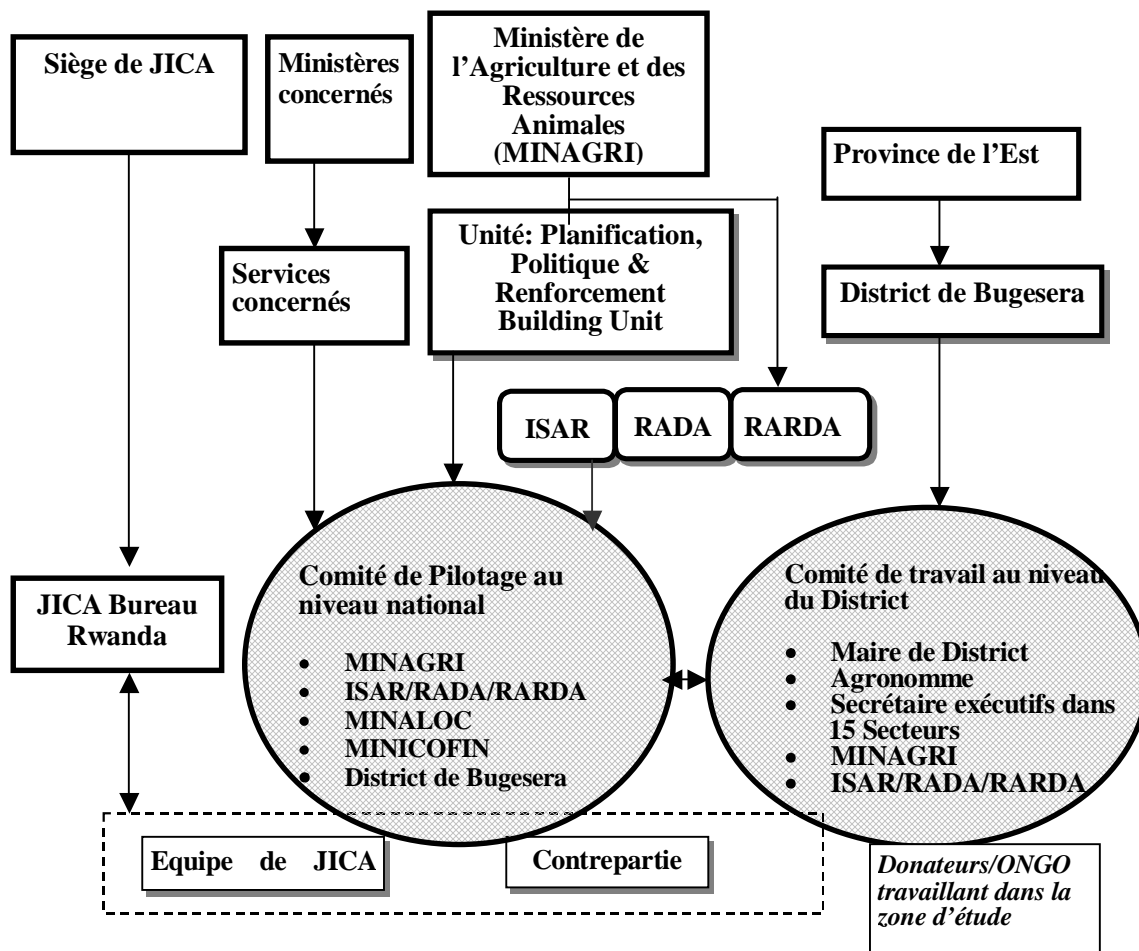 Siège de JICA
Ministères
concernés
Ministère de
l'Agriculture et des
Ressources
Animales
(MINAGRI)
Province de l'Est
Services
concernés
Unité: Planification,
Politique &
Renforcement
Building Unit
District de Bugesera
ISAR
RADA
RARDA
JICA Bureau
Rwanda
Comité de Pilotage au
niveau national
• MINAGRI
• ISAR/RADA/RARDA
• MINALOC
• MINICOFIN
• District de Bugesera
Comité de travail au niveau
du District
• Maire de District
• Agronomme
• Secrétaire exécutifs dans
15 Secteurs
• MINAGRI
• ISAR/RADA/RARDA
Equipe de JICA
Contrepartie
Donateurs/ONGO
travaillant dans la
zone d'étude